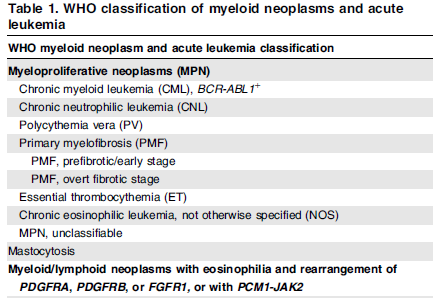 Table 1. WHO classification of myeloid neoplasms and acute
leukemia
WHO myeloid neoplasm and acute leukemia classification
Myeloproliferative neoplasms (MPN)
Chronic myeloid leukemia (CML), BCR-ABL1+
Chronic neutrophilic leukemia (CNL)
Polycythemia vera (PV)
Primary myelofibrosis (PMF)
PMF, prefibrotic/early stage
PMF, overt fibrotic stage
Essential thrombocythemia (ET)
Chronic eosinophilic leukemia, not otherwise specified (NOS)
MPN, unclassifiable
Mastocytosis
Myeloid/lymphoid neoplasms with eosinophilia and rearrangement of
PDGFRA, PDGFRB, or FGFR1, or with PCM1-JAK2